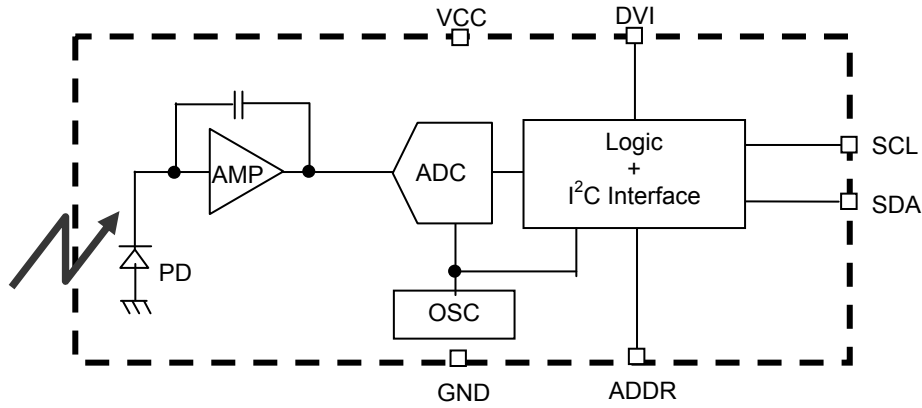 VCC
DVI
AMP
ADC
Logic
+
I²C Interface
SCL
SDA
PD
OSC
GND
ADDR